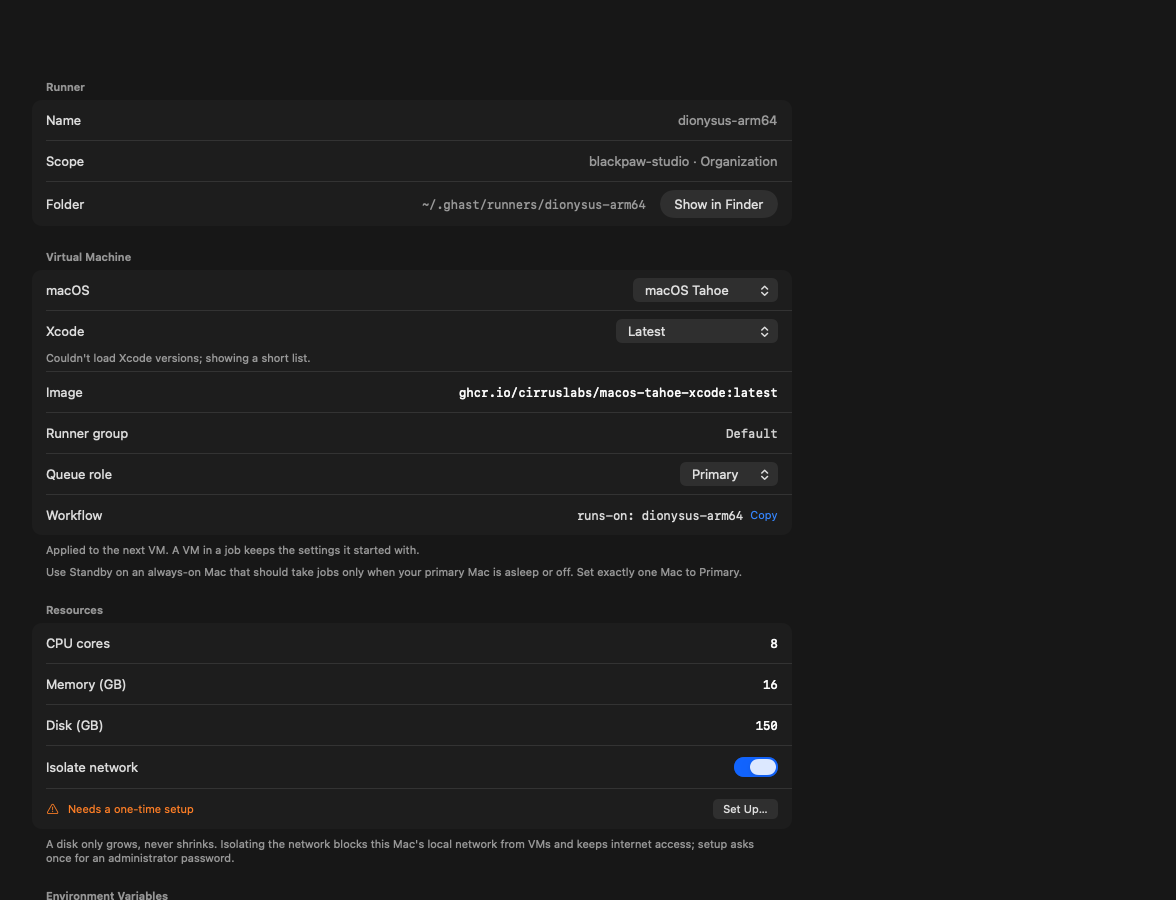 Runner
Name
dionysus-arm64
Scope
blackpaw-studio · Organization
Folder
~/.ghast/runners/dionysus-arm64
Show in Finder
Virtual Machine
macOS
macOS Tahoe
Xcode
Latest
Couldn't load Xcode versions; showing a short list.
Image
ghcr.io/cirruslabs/macos-tahoe-xcode:latest
Runner group
Default
Queue role
Primary
Workflow
runs-on: dionysus-arm64 Copy
Applied to the next VM. A VM in a job keeps the settings it started with.
Use Standby on an always-on Mac that should take jobs only when your primary Mac is asleep or off. Set exactly one Mac to Primary.
Resources
CPU cores
8
Memory (GB)
16
Disk (GB)
150
Isolate network
Needs a one-time setup
Set Up...
A disk only grows, never shrinks. Isolating the network blocks this Mac's local network from VMs and keeps internet access; setup asks
once for an administrator password.
Environment Variables